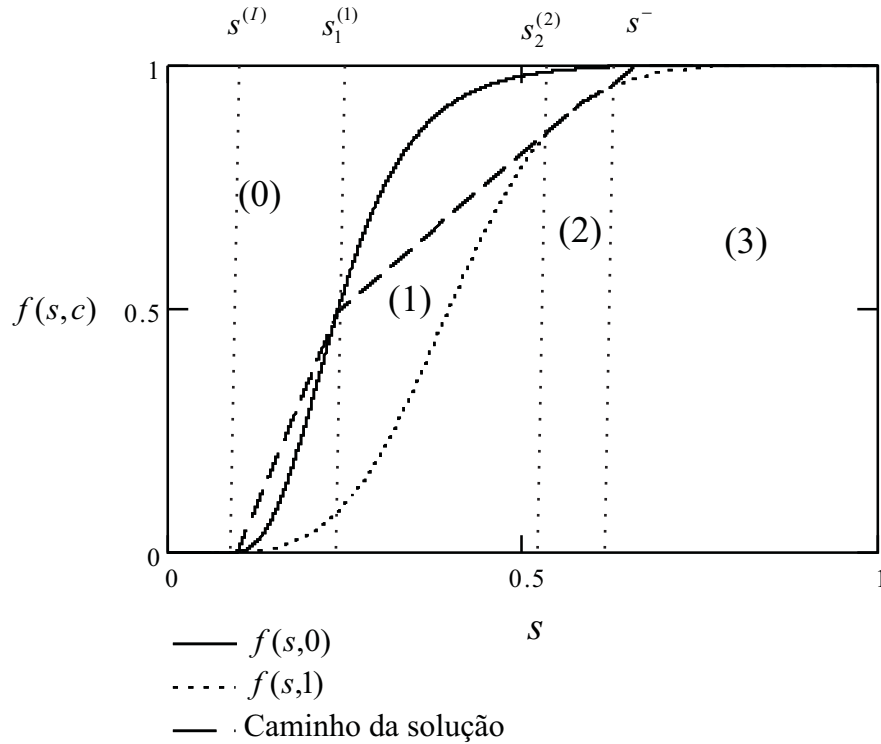 s^(I) s_1^(1) s_2^(2) s^-
1
(0)
(2)
(3)
(1)
f(s,c) 0.5
0
0 0.5 1
s
f(s,0)
f(s,1)
Caminho da solução